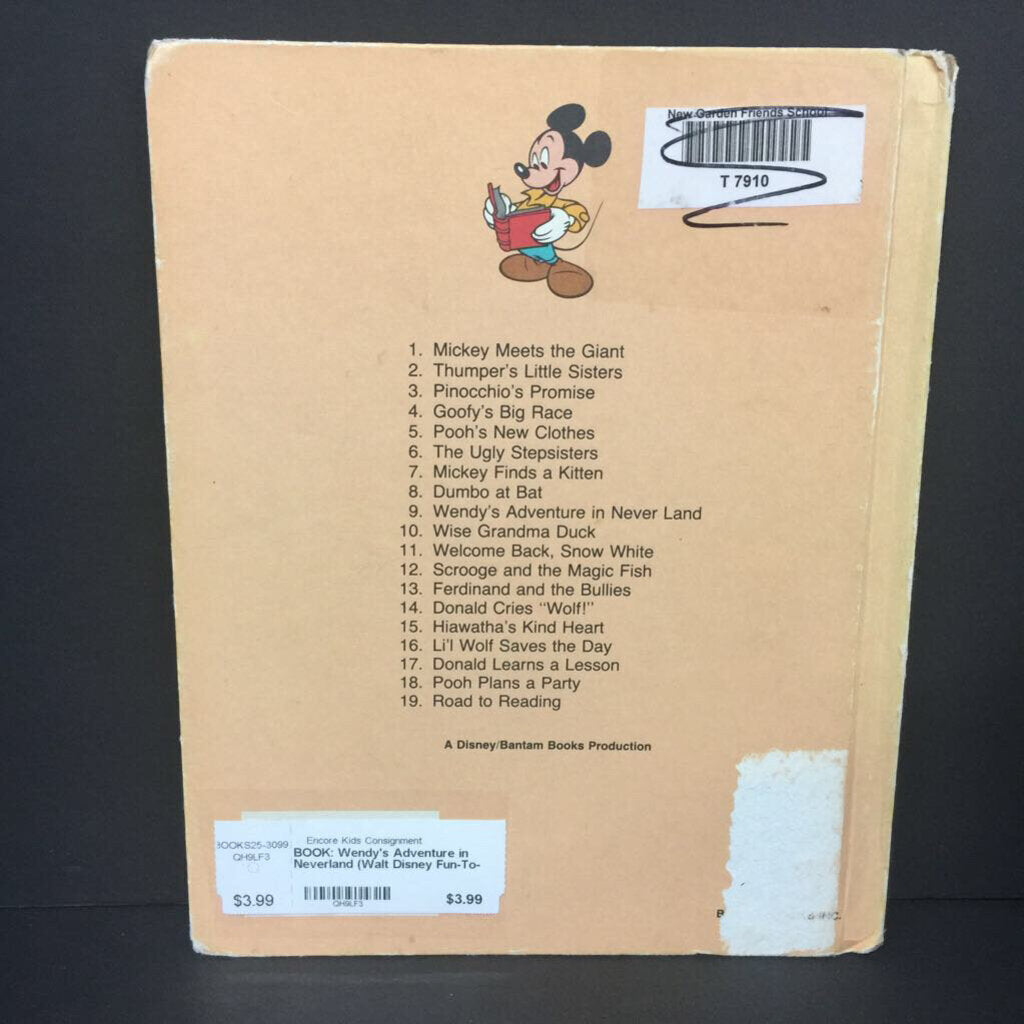 New Garden Friends School
T 7910
1. Mickey Meets the Giant
2. Thumper's Little Sisters
3. Pinocchio's Promise
4. Goofy's Big Race
5. Pooh's New Clothes
6. The Ugly Stepsisters
7. Mickey Finds a Kitten
8. Dumbo at Bat
9. Wendy's Adventure in Never Land
10. Wise Grandma Duck
11. Welcome Back, Snow White
12. Scrooge and the Magic Fish
13. Ferdinand and the Bullies
14. Donald Cries "Wolf!"
15. Hiawatha's Kind Heart
16. Li'l Wolf Saves the Day
17. Donald Learns a Lesson
18. Pooh Plans a Party
19. Road to Reading
A Disney/Bantam Books Production
BOOKS25-3099
QH9LF3
$3.99
Encore Kids Consignment
BOOK: Wendy's Adventure in
Neverland (Walt Disney Fun-To-
QH9LF3
$3.99